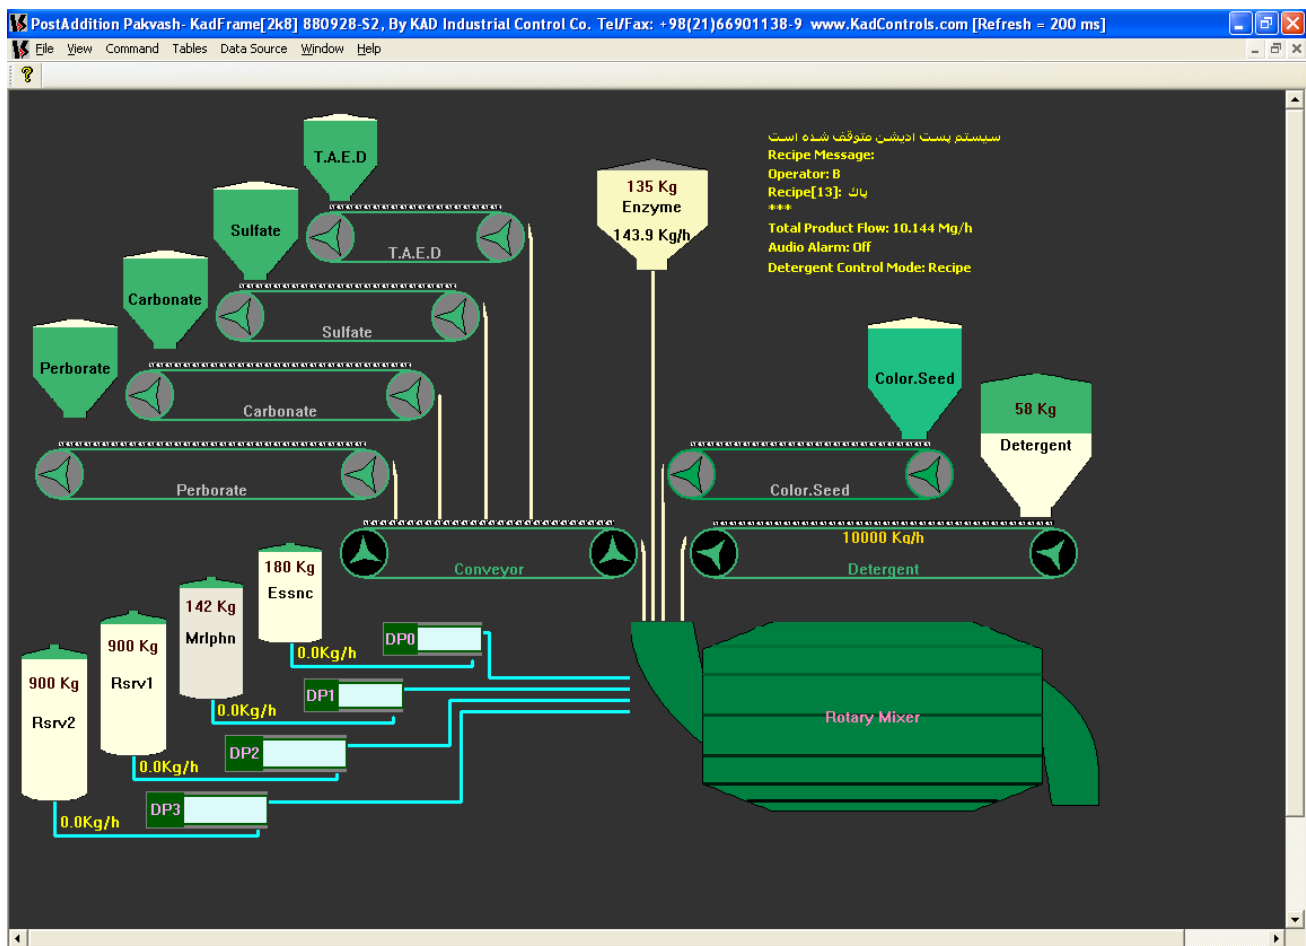 PostAddition Pakvash- KadFrame[2k8] 880928-S2, By KAD Industrial Control Co. Tel/Fax: +98(21)66901138-9 www.KadControls.com [Refresh = 200 ms]
File View Command Tables Data Source Window Help
سیستم پست ادیشن متوقف شده است
Recipe Message:
Operator: B
Recipe[13]: پاك
***
Total Product Flow: 10.144 Mg/h
Audio Alarm: Off
Detergent Control Mode: Recipe
T.A.E.D
T.A.E.D
Sulfate
Sulfate
Carbonate
Carbonate
Perborate
Perborate
135 Kg
Enzyme
143.9 Kg/h
Color.Seed
Color.Seed
58 Kg
Detergent
10000 Kg/h
Detergent
Conveyor
180 Kg
Essnc
0.0Kg/h
DP0
142 Kg
Mrlphn
0.0Kg/h
DP1
900 Kg
Rsrv1
0.0Kg/h
DP2
900 Kg
Rsrv2
0.0Kg/h
DP3
Rotary Mixer